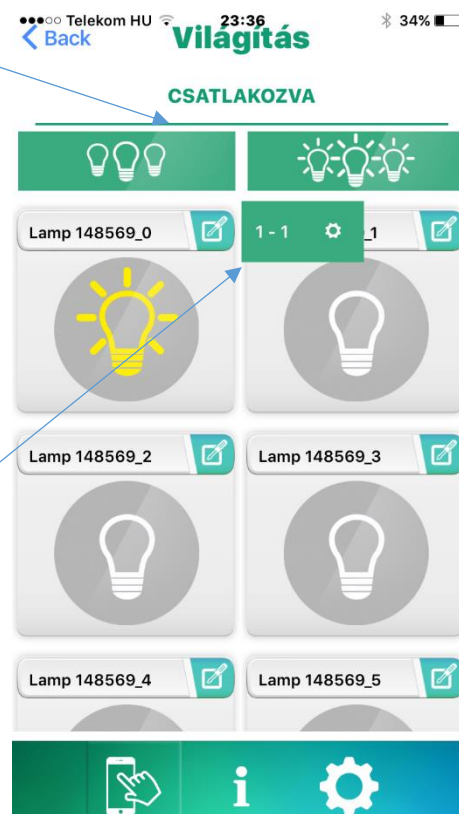 Telekom HU 23:36 34%
Back Világítás
CSATLAKOZVA
Lamp 148569_0 1-1 _1
Lamp 148569_2 Lamp 148569_3
Lamp 148569_4 Lamp 148569_5